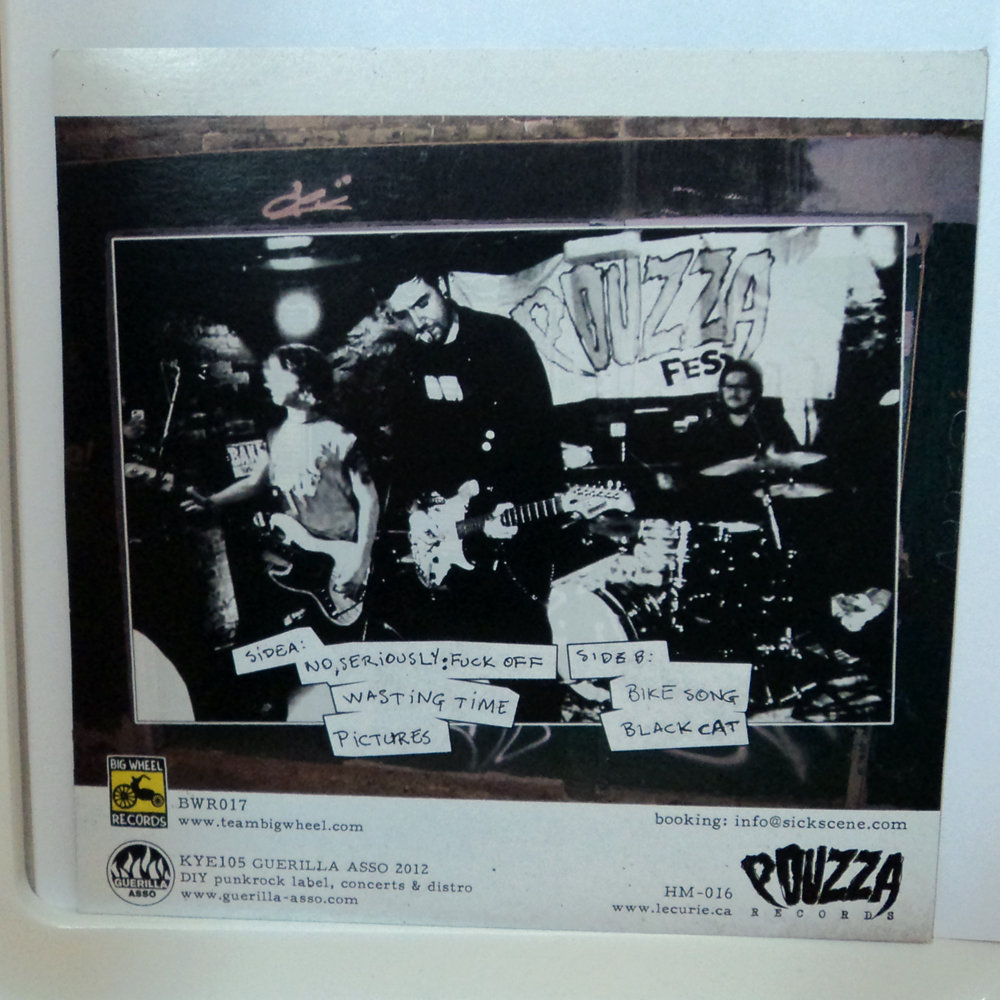 POUZZA
FEST
SIDE A:
NO, SERIOUSLY: FUCK OFF
WASTING TIME
PICTURES
SIDE B:
BIKE SONG
BLACK CAT
BIG WHEEL
RECORDS
BWR017
www.teambigwheel.com
booking: info@sickscene.com
GUERILLA
ASSO
KYE105 GUERILLA ASSO 2012
DIY punkrock label, concerts & distro
www.guerilla-asso.com
POUZZA
RECORDS
HM-016
www.lecurie.ca